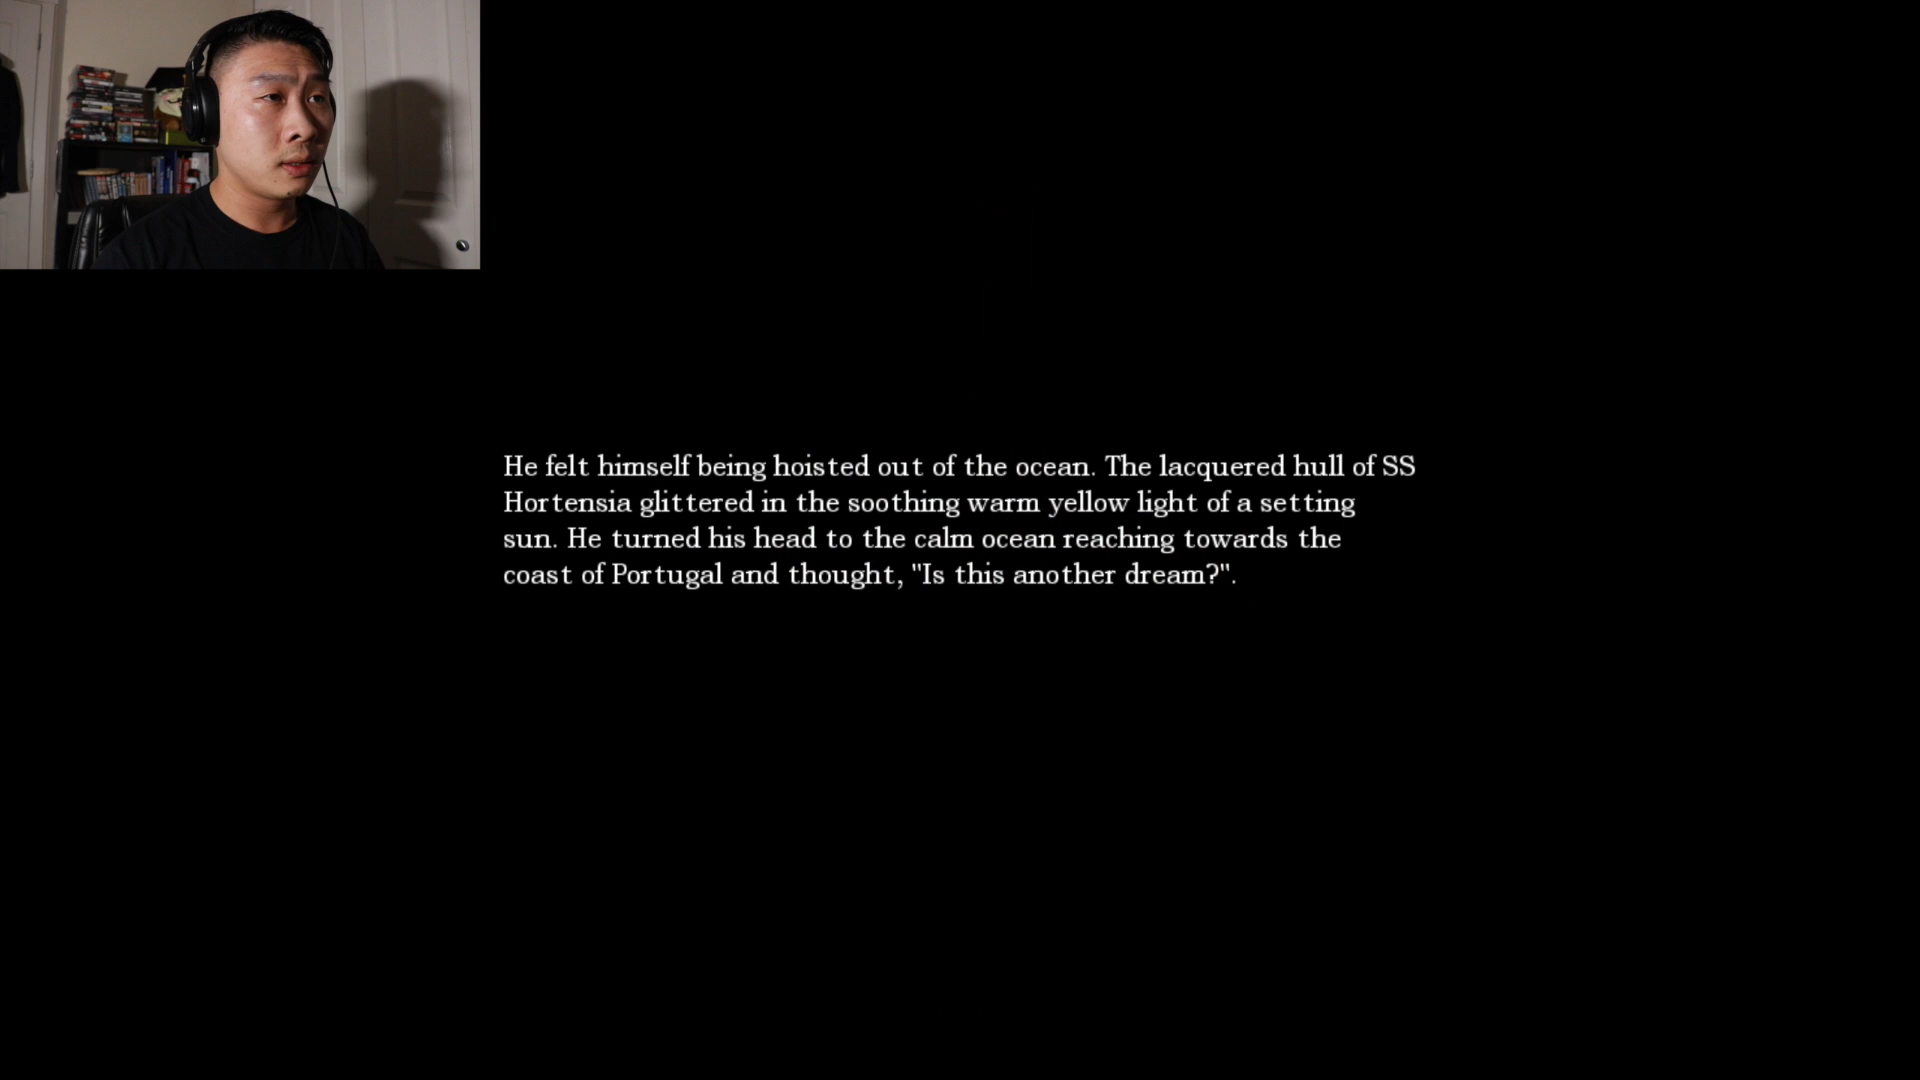 He felt himself being hoisted out of the ocean. The lacquered hull of SS
Hortensia glittered in the soothing warm yellow light of a setting
sun. He turned his head to the calm ocean reaching towards the
coast of Portugal and thought, "Is this another dream?".